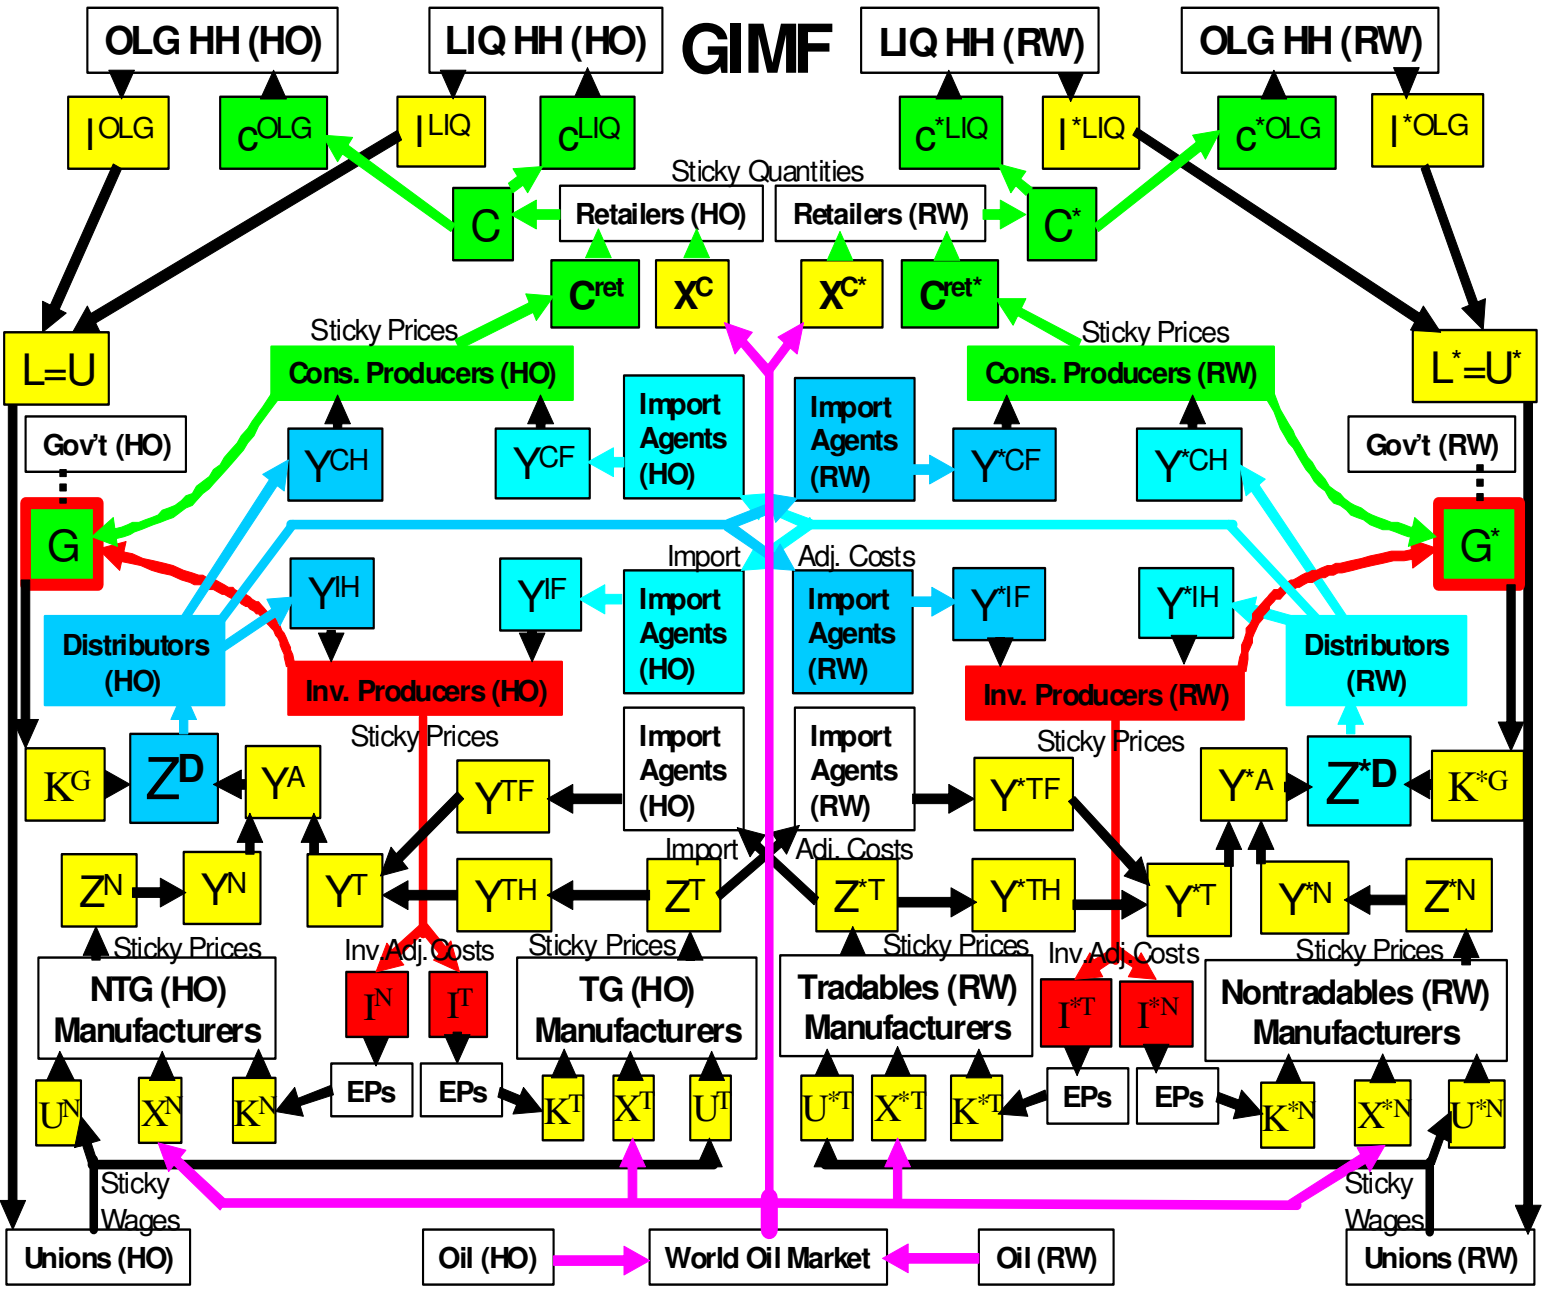 GIMF
OLG HH (HO)
LIQ HH (HO)
LIQ HH (RW)
OLG HH (RW)
l^OLG
c^OLG
l^LIQ
c^LIQ
c^*LIQ
l^*LIQ
c^*OLG
l^*OLG
Sticky Quantities
C
Retailers (HO)
Retailers (RW)
C^*
C^ret
X^C
X^C*
C^ret*
Sticky Prices
Sticky Prices
L=U
L^*=U^*
Cons. Producers (HO)
Cons. Producers (RW)
Import
Agents
(HO)
Import
Agents
(RW)
Gov't (HO)
Gov't (RW)
Y^CH
Y^CF
Y^*CF
Y^*CH
G
G^*
Import
Adj. Costs
Y^IH
Y^IF
Import
Agents
(HO)
Import
Agents
(RW)
Y^*IF
Y^*IH
Distributors
(HO)
Distributors
(RW)
Inv. Producers (HO)
Inv. Producers (RW)
Sticky Prices
Sticky Prices
Import
Agents
(HO)
Import
Agents
(RW)
K^G
Z^D
Y^A
Y^TF
Y^*TF
Y^*A
Z^*D
K^*G
Import
Adj. Costs
Z^N
Y^N
Y^T
Y^TH
Z^T
Z^*T
Y^*TH
Y^*T
Y^*N
Z^*N
Sticky Prices
Inv.Adj.Costs
Sticky Prices
Sticky Prices
Inv.Adj.Costs
Sticky Prices
NTG (HO)
Manufacturers
I^N
I^T
TG (HO)
Manufacturers
Tradables (RW)
Manufacturers
I^*T
I^*N
Nontradables (RW)
Manufacturers
U^N
X^N
K^N
EPs
EPs
K^T
X^T
U^T
U^*T
X^*T
K^*T
EPs
EPs
K^*N
X^*N
U^*N
Sticky
Wages
Sticky
Wages
Unions (HO)
Oil (HO)
World Oil Market
Oil (RW)
Unions (RW)